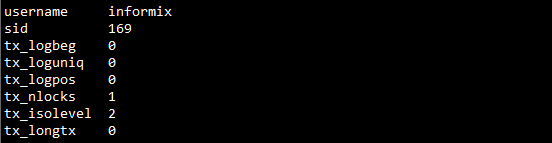 username informix
sid 169
tx_logbeg 0
tx_loguniq 0
tx_logpos 0
tx_nlocks 1
tx_isolevel 2
tx_longtx 0